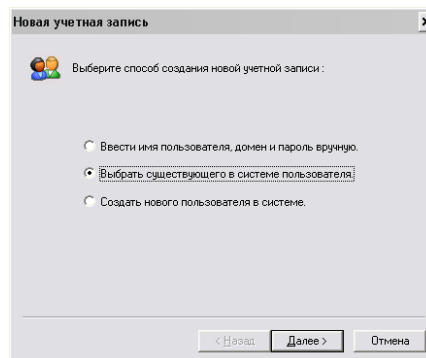 Новая учетная запись
Выберите способ создания новой учетной записи :
Ввести имя пользователя, домен и пароль вручную.
Выбрать существующего в системе пользователя.
Создать нового пользователя в системе.
< Назад Далее > Отмена